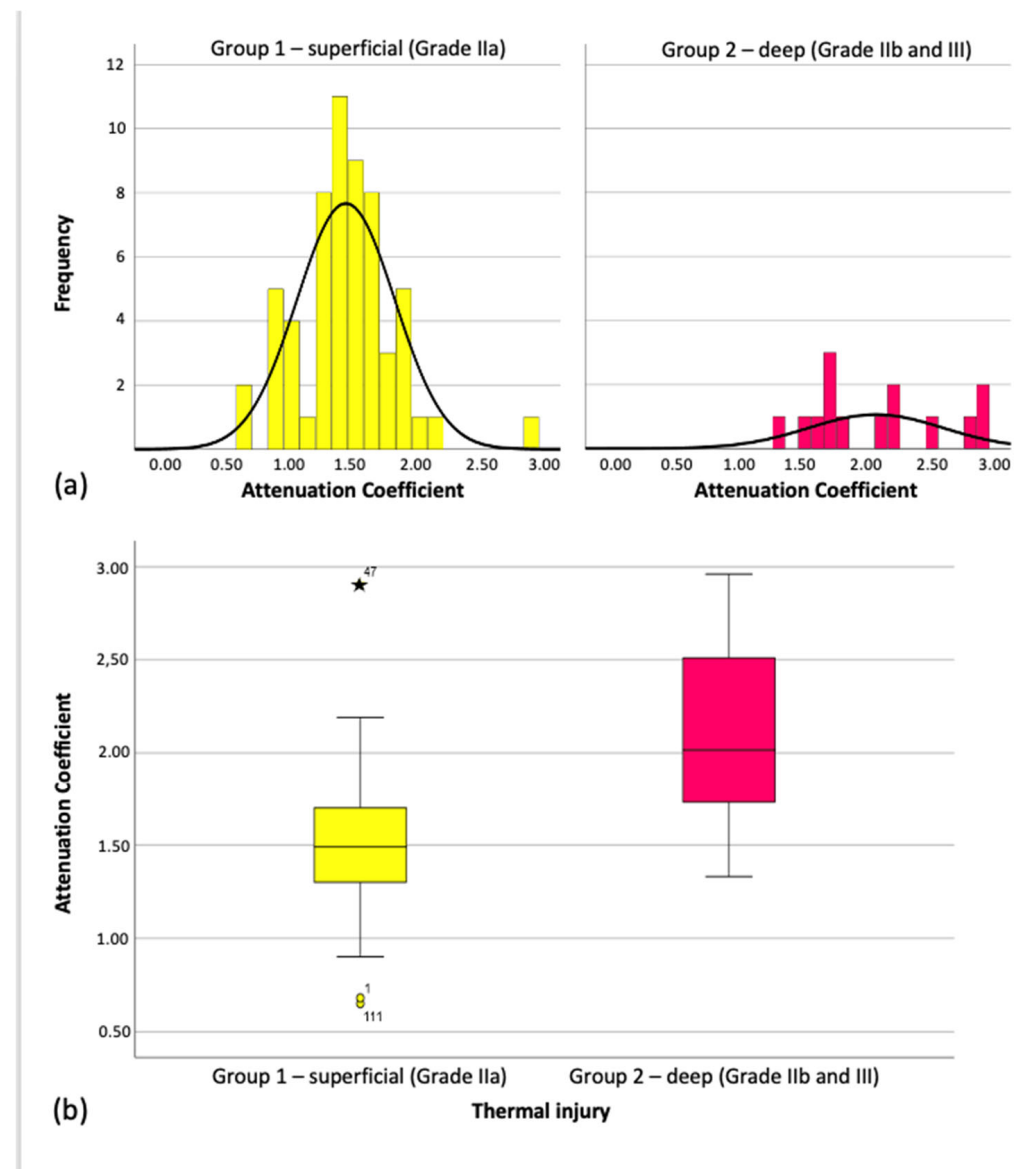 Group 1 – superficial (Grade IIa)
Group 2 – deep (Grade IIb and III)
12
10
8
6
4
2
Frequency
0.00 0.50 1.00 1.50 2.00 2.50 3.00
0.00 0.50 1.00 1.50 2.00 2.50 3.00
Attenuation Coefficient
Attenuation Coefficient
(a)
3.00
2,50
2.00
1.50
1.00
0.50
Attenuation Coefficient
47
1
111
Group 1 – superficial (Grade IIa)
Group 2 – deep (Grade IIb and III)
Thermal injury
(b)